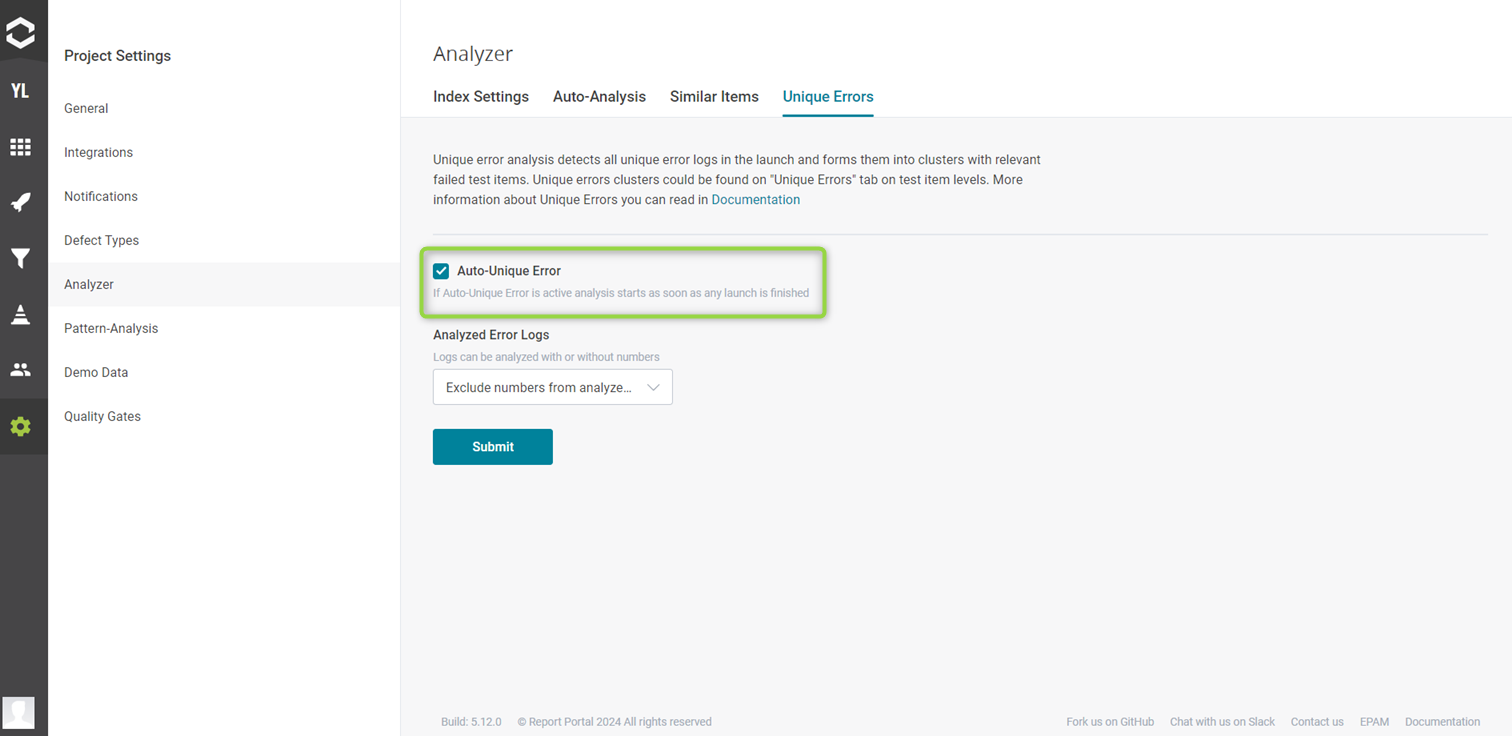 YL
Project Settings
General
Integrations
Notifications
Defect Types
Analyzer
Pattern-Analysis
Demo Data
Quality Gates
Analyzer
Index Settings Auto-Analysis Similar Items Unique Errors
Unique error analysis detects all unique error logs in the launch and forms them into clusters with relevant
failed test items. Unique errors clusters could be found on "Unique Errors" tab on test item levels. More
information about Unique Errors you can read in Documentation
Auto-Unique Error
If Auto-Unique Error is active analysis starts as soon as any launch is finished
Analyzed Error Logs
Logs can be analyzed with or without numbers
Exclude numbers from analyze...
Submit
Build: 5.12.0 © Report Portal 2024 All rights reserved Fork us on GitHub Chat with us on Slack Contact us EPAM Documentation